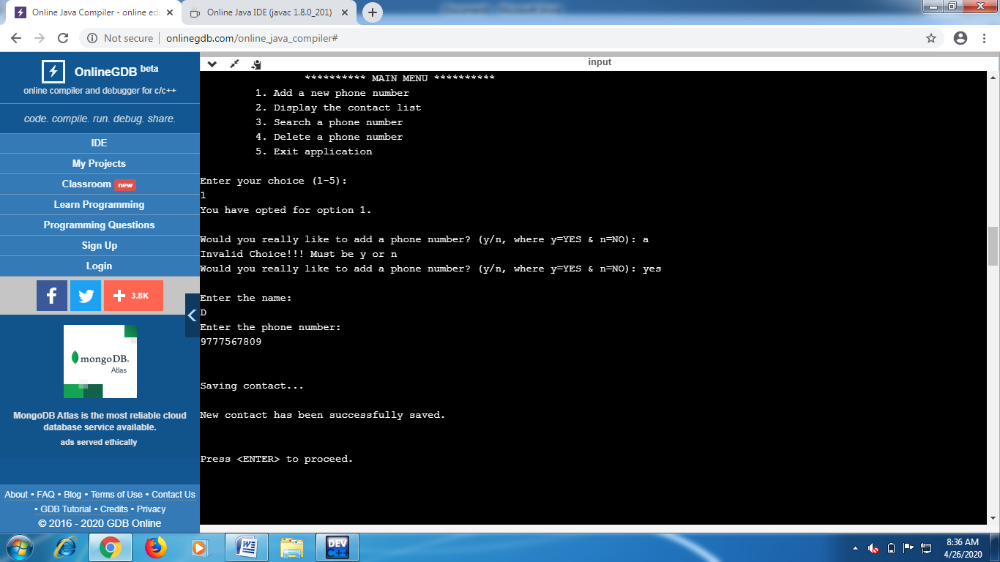 Online Java Compiler - online ed
Online Java IDE (javac 1.8.0_201)
Not secure | onlinegdb.com/online_java_compiler#
OnlineGDB beta
online compiler and debugger for c/c++
code. compile. run. debug. share.
IDE
My Projects
Classroom new
Learn Programming
Programming Questions
Sign Up
Login
f
+ 3.8K
mongoDB.
Atlas
MongoDB Atlas is the most reliable cloud
database service available.
ads served ethically
About • FAQ • Blog • Terms of Use • Contact Us
• GDB Tutorial • Credits • Privacy
© 2016 - 2020 GDB Online
input
********** MAIN MENU **********
1. Add a new phone number
2. Display the contact list
3. Search a phone number
4. Delete a phone number
5. Exit application
Enter your choice (1-5):
1
You have opted for option 1.
Would you really like to add a phone number? (y/n, where y=YES & n=NO): a
Invalid Choice!!! Must be y or n
Would you really like to add a phone number? (y/n, where y=YES & n=NO): yes
Enter the name:
D
Enter the phone number:
9777567809
Saving contact...
New contact has been successfully saved.
Press <ENTER> to proceed.
W
DEV
C++
8:36 AM
4/26/2020